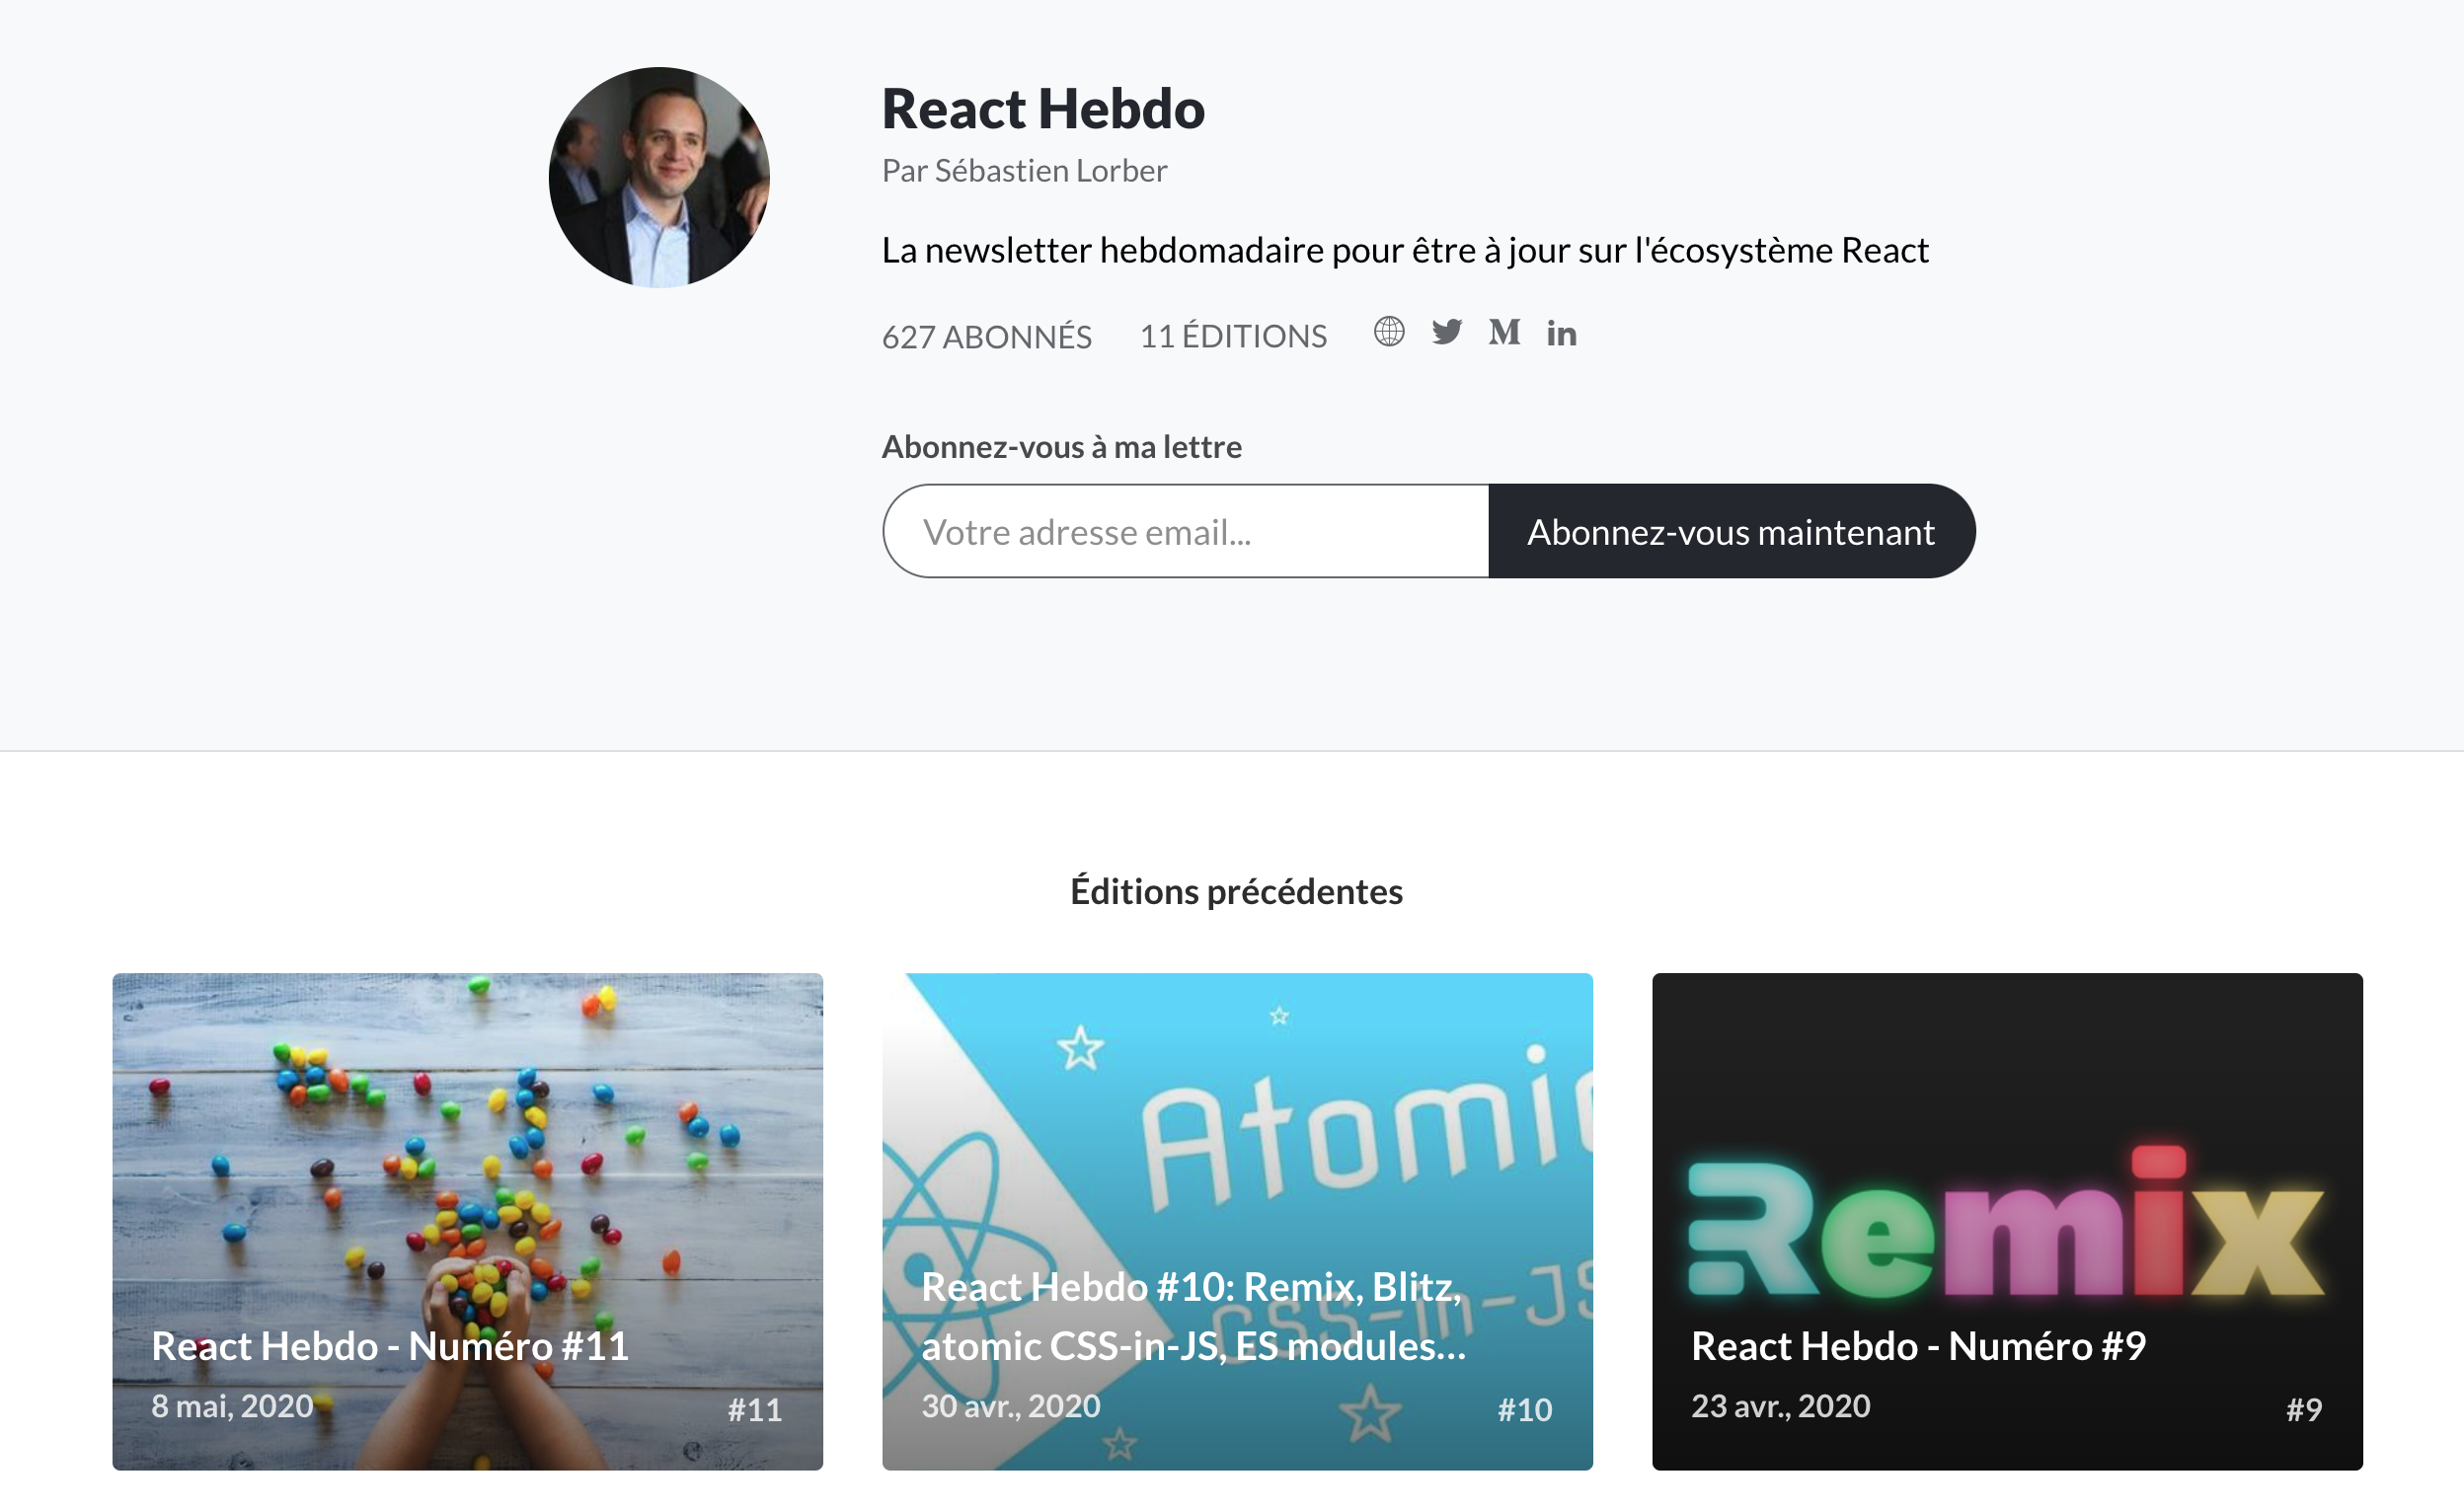 React Hebdo
Par Sébastien Lorber
La newsletter hebdomadaire pour être à jour sur l'écosystème React
627 ABONNÉS 11 ÉDITIONS
Abonnez-vous à ma lettre
Votre adresse email... Abonnez-vous maintenant
Éditions précédentes
React Hebdo - Numéro #11
8 mai, 2020 #11
Atomic
CSS-in-JS
React Hebdo #10: Remix, Blitz,
atomic CSS-in-JS, ES modules...
30 avr., 2020 #10
Remix
React Hebdo - Numéro #9
23 avr., 2020 #9